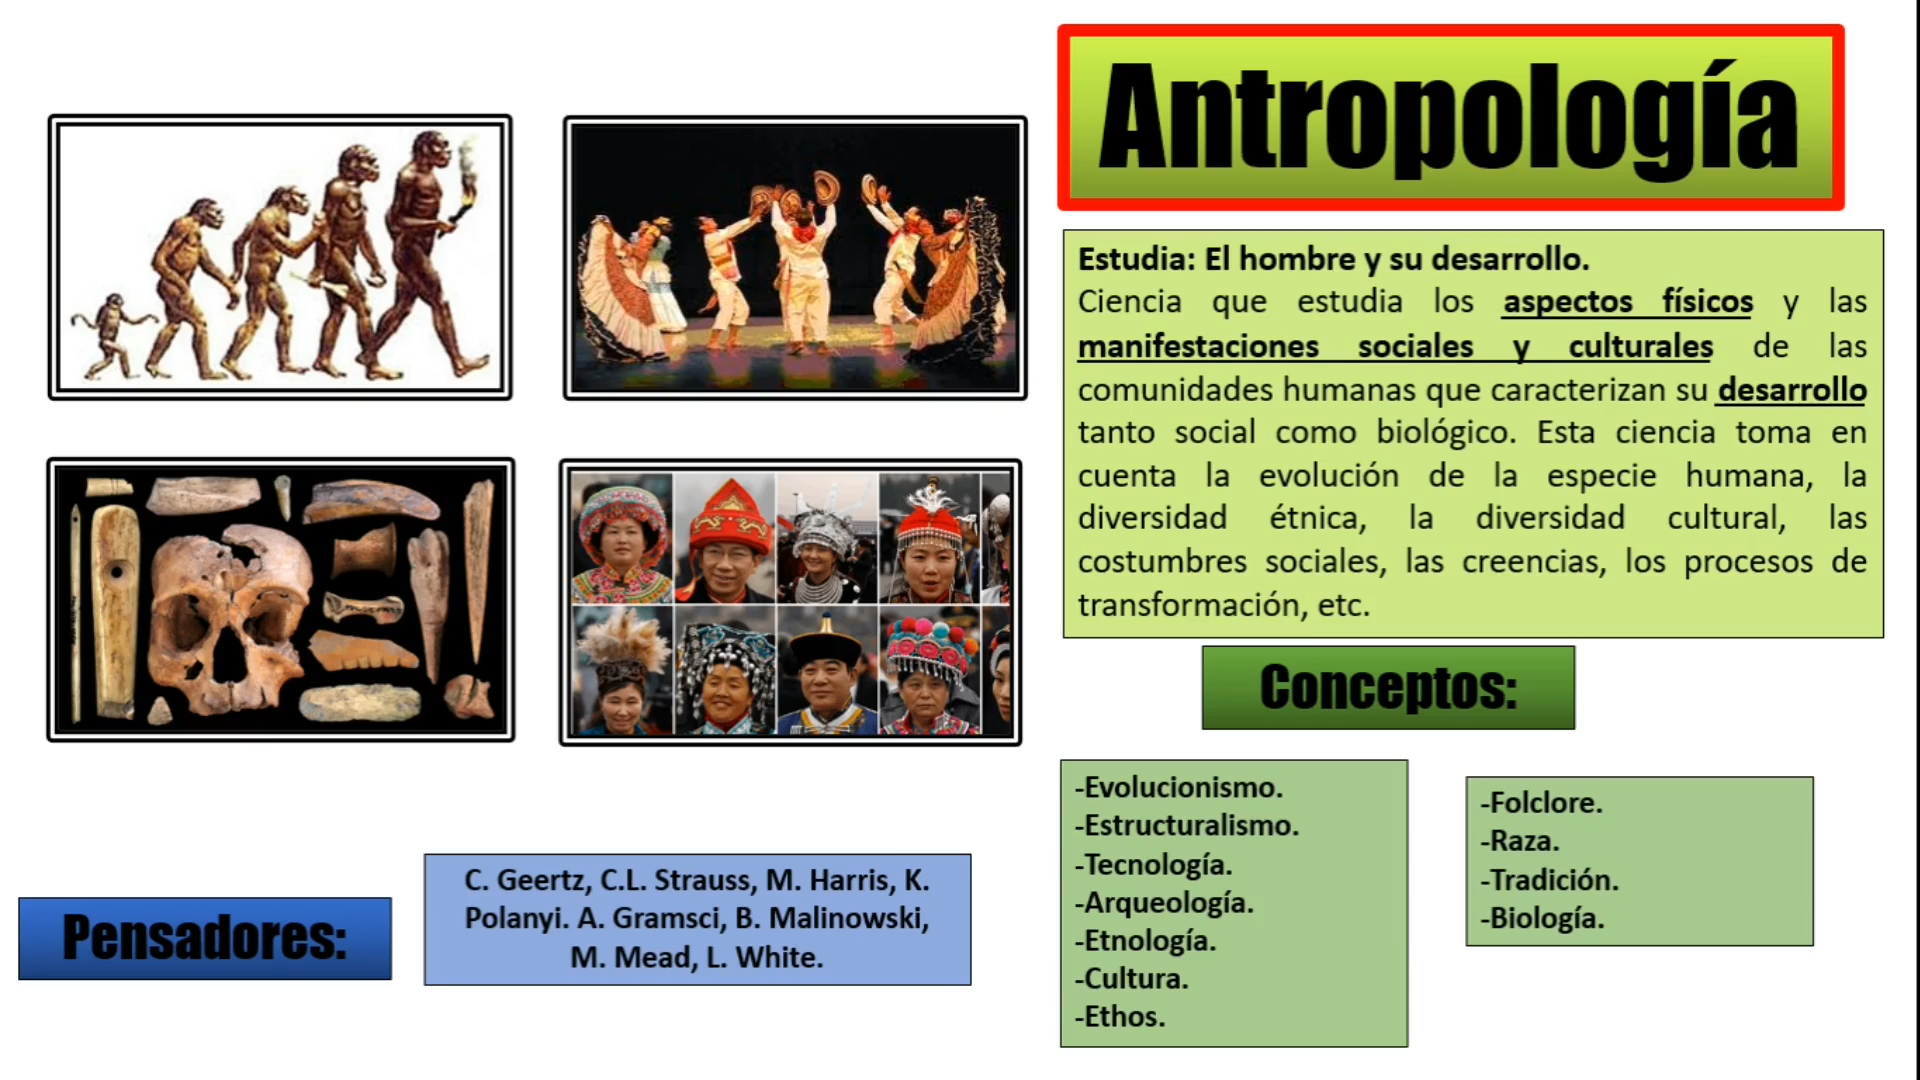 Antropología
Estudia: El hombre y su desarrollo.
Ciencia que estudia los aspectos físicos y las
manifestaciones sociales y culturales de las
comunidades humanas que caracterizan su desarrollo
tanto social como biológico. Esta ciencia toma en
cuenta la evolución de la especie humana, la
diversidad étnica, la diversidad cultural, las
costumbres sociales, las creencias, los procesos de
transformación, etc.
Conceptos:
-Evolucionismo.
-Estructuralismo.
-Tecnología.
-Arqueología.
-Etnología.
-Cultura.
-Ethos.
-Folclore.
-Raza.
-Tradición.
-Biología.
Pensadores:
C. Geertz, C.L. Strauss, M. Harris, K.
Polanyi. A. Gramsci, B. Malinowski,
M. Mead, L. White.